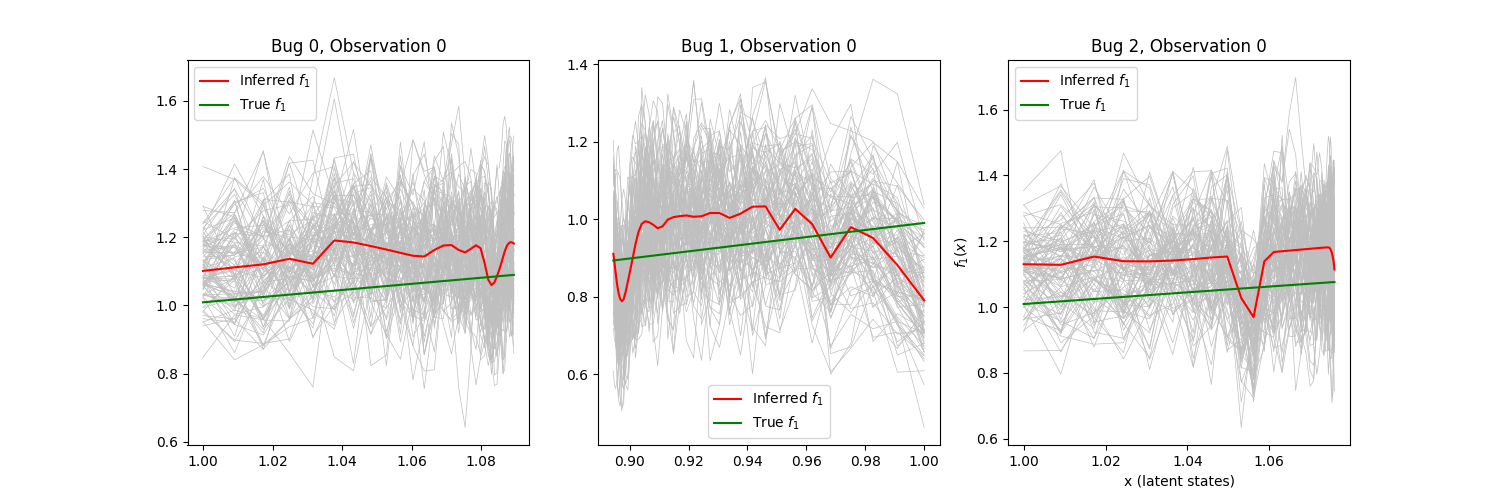 Bug 0, Observation 0
Inferred f₁
True f₁
1.6
1.4
1.2
1.0
0.8
0.6
1.00 1.02 1.04 1.06 1.08
Bug 1, Observation 0
1.4
1.2
1.0
0.8
0.6
Inferred f₁
True f₁
0.90 0.92 0.94 0.96 0.98 1.00
Bug 2, Observation 0
Inferred f₁
True f₁
f₁(x)
1.6
1.4
1.2
1.0
0.8
0.6
1.00 1.02 1.04 1.06
x (latent states)